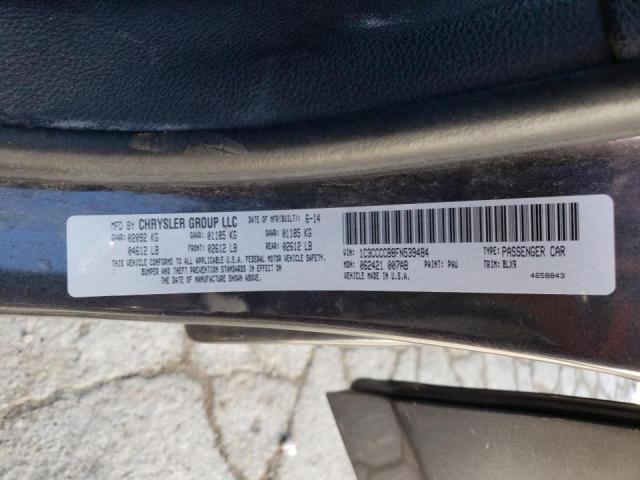 MFD BY CHRYSLER GROUP LLC DATE OF MFR(BUILT): 6-14
GVWR: 02092 KG GAWR: 01185 KG GAWR: 01185 KG
04612 LB FRONT: 02612 LB REAR: 02612 LB
THIS VEHICLE CONFORMS TO ALL APPLICABLE U.S.A. FEDERAL MOTOR VEHICLE SAFETY,
BUMPER AND THEFT PREVENTION STANDARDS IN EFFECT ON
THE DATE OF MANUFACTURE SHOWN ABOVE.
VIN: 1C3CCCCB8FN539484 TYPE: PASSENGER CAR
MDH: 062421 007AB PAINT: PAU TRIM: BLX9
VEHICLE MADE IN U.S.A. 4658843